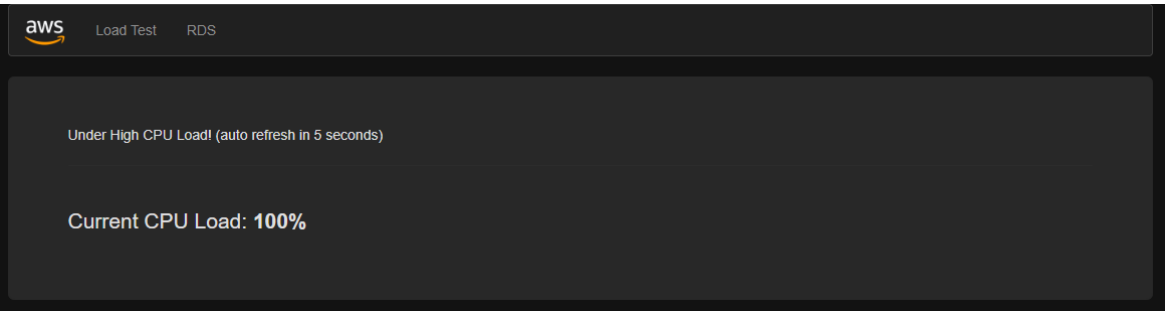 aws Load Test RDS
Under High CPU Load! (auto refresh in 5 seconds)
Current CPU Load: 100%